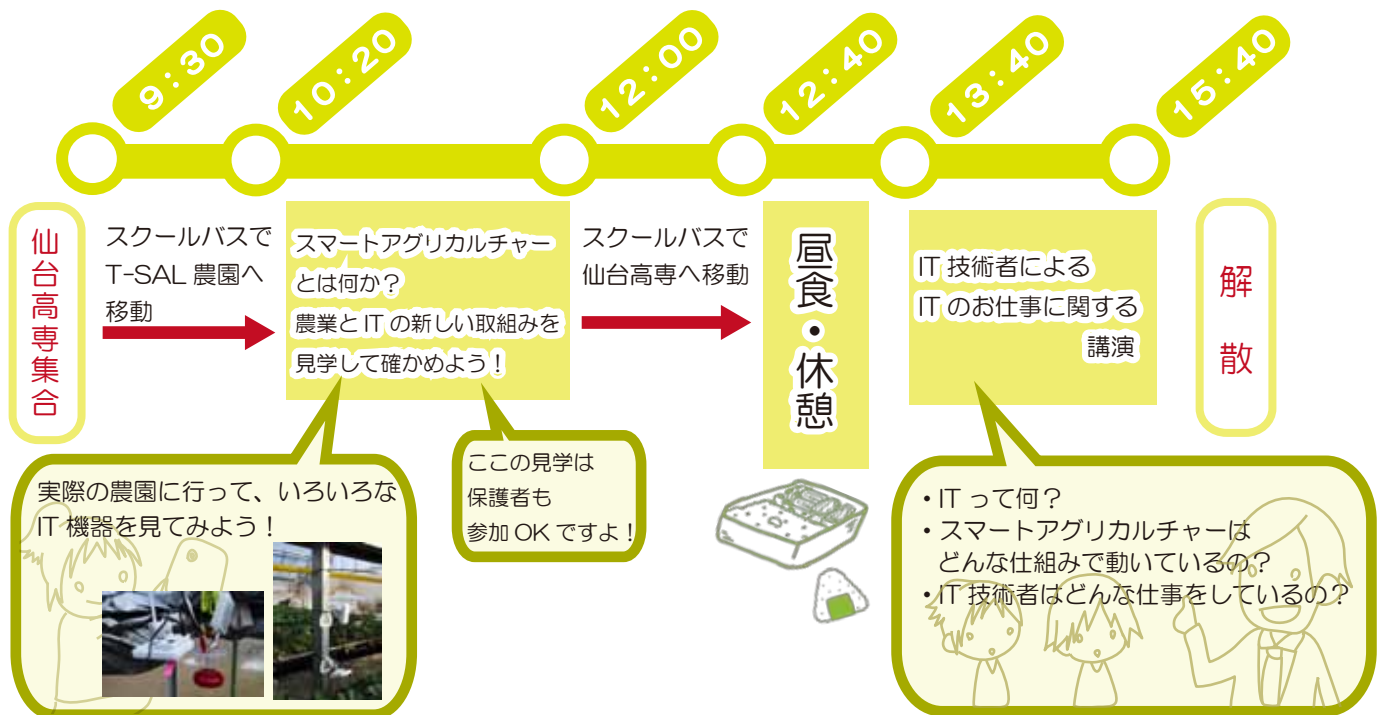 9:30
10:20
12:00
12:40
13:40
15:40
仙台高専集合
スクールバスで
T-SAL 農園へ
移動
スマートアグリカルチャー
とは何か？
農業と IT の新しい取組みを
見学して確かめよう！
スクールバスで
仙台高専へ移動
昼食・休憩
IT 技術者による
IT のお仕事に関する
講演
解散
実際の農園に行って、いろいろな
IT 機器を見てみよう！
ここの見学は
保護者も
参加 OK ですよ！
・IT って何？
・スマートアグリカルチャーは
どんな仕組みで動いているの？
・IT 技術者はどんな仕事をしているの？